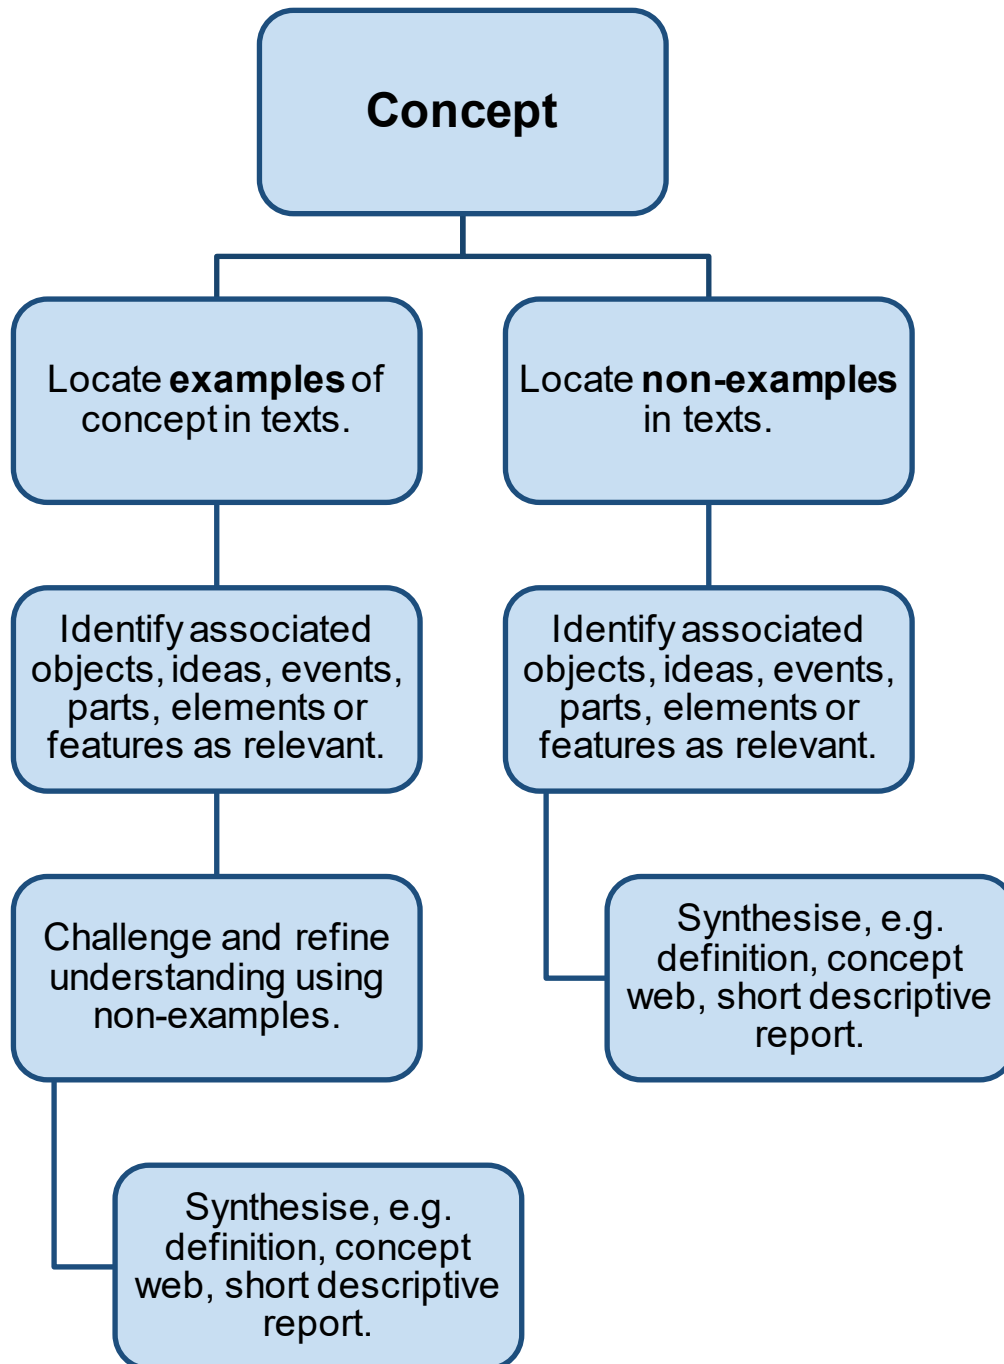 Concept
Locate examples of
concept in texts.
Locate non-examples
in texts.
Identify associated
objects, ideas, events,
parts, elements or
features as relevant.
Identify associated
objects, ideas, events,
parts, elements or
features as relevant.
Challenge and refine
understanding using
non-examples.
Synthesise, e.g.
definition, concept
web, short descriptive
report.
Synthesise, e.g.
definition, concept
web, short descriptive
report.